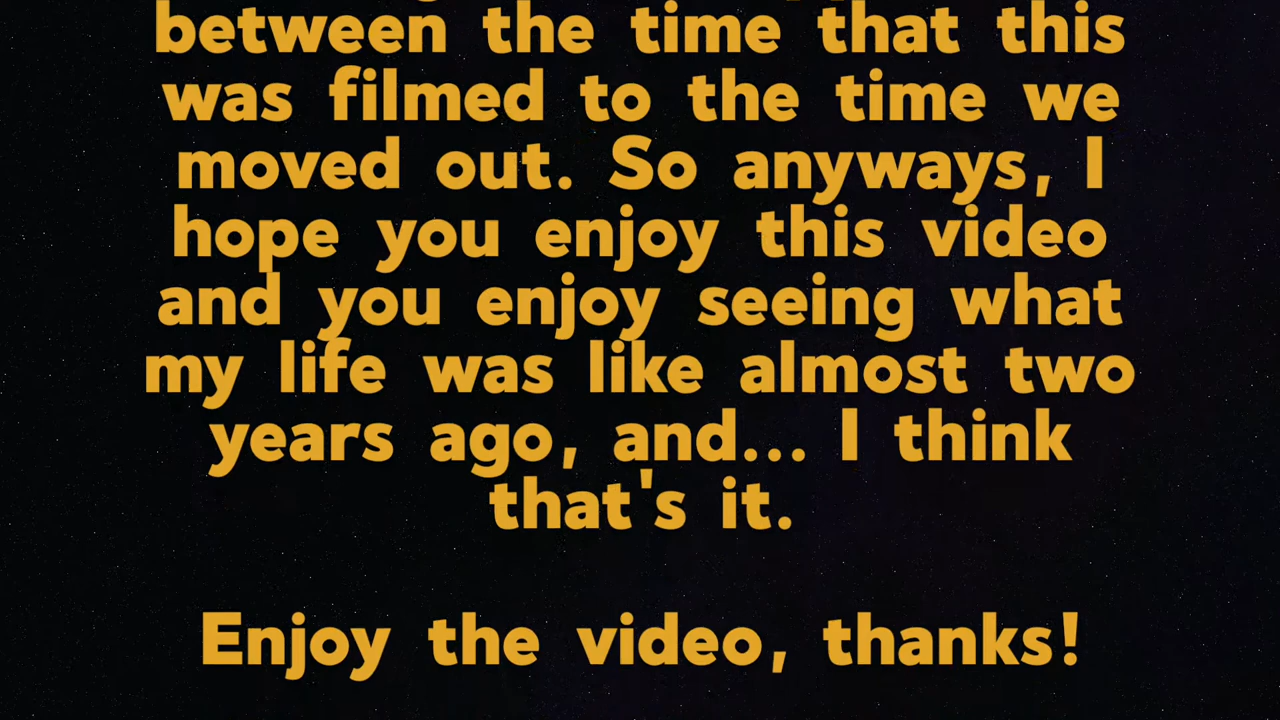 between the time that this
was filmed to the time we
moved out. So anyways, I
hope you enjoy this video
and you enjoy seeing what
my life was like almost two
years ago, and... I think
that's it.
Enjoy the video, thanks!